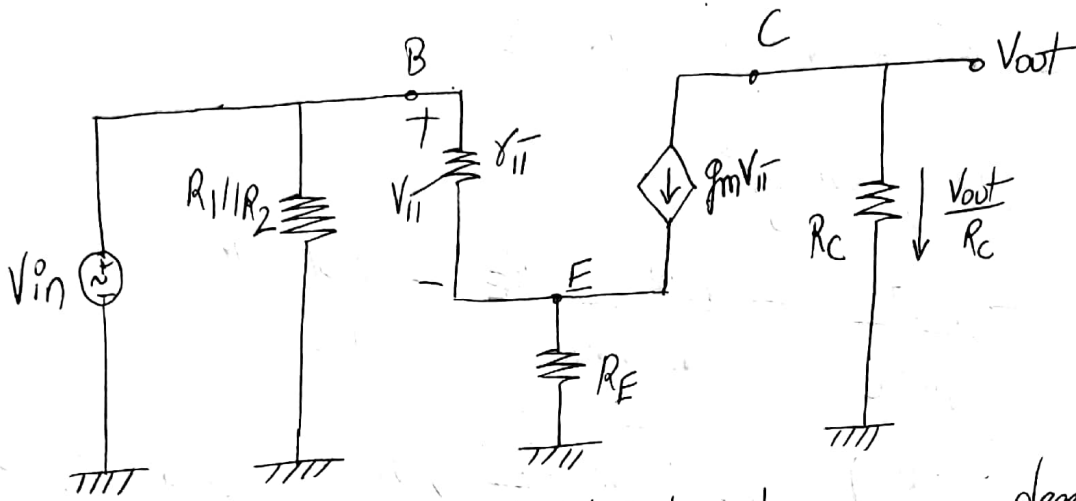 B
C
Vout
+
rπ
R1//R2
Vπ
gmVπ
Vout/RC
RC
Vin
~
+
-
E
RE